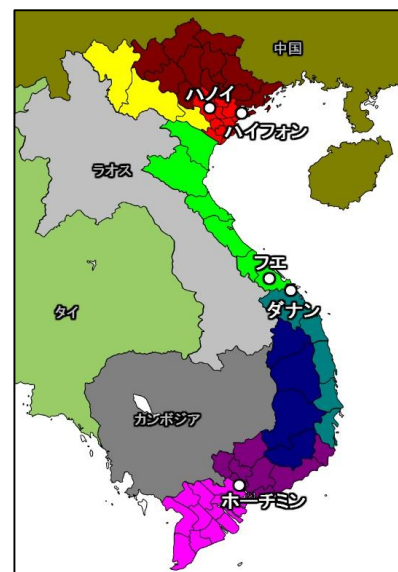 中国
ハノイ
ハイフォン
ラオス
フエ
ダナン
タイ
カンボジア
ホーチミン